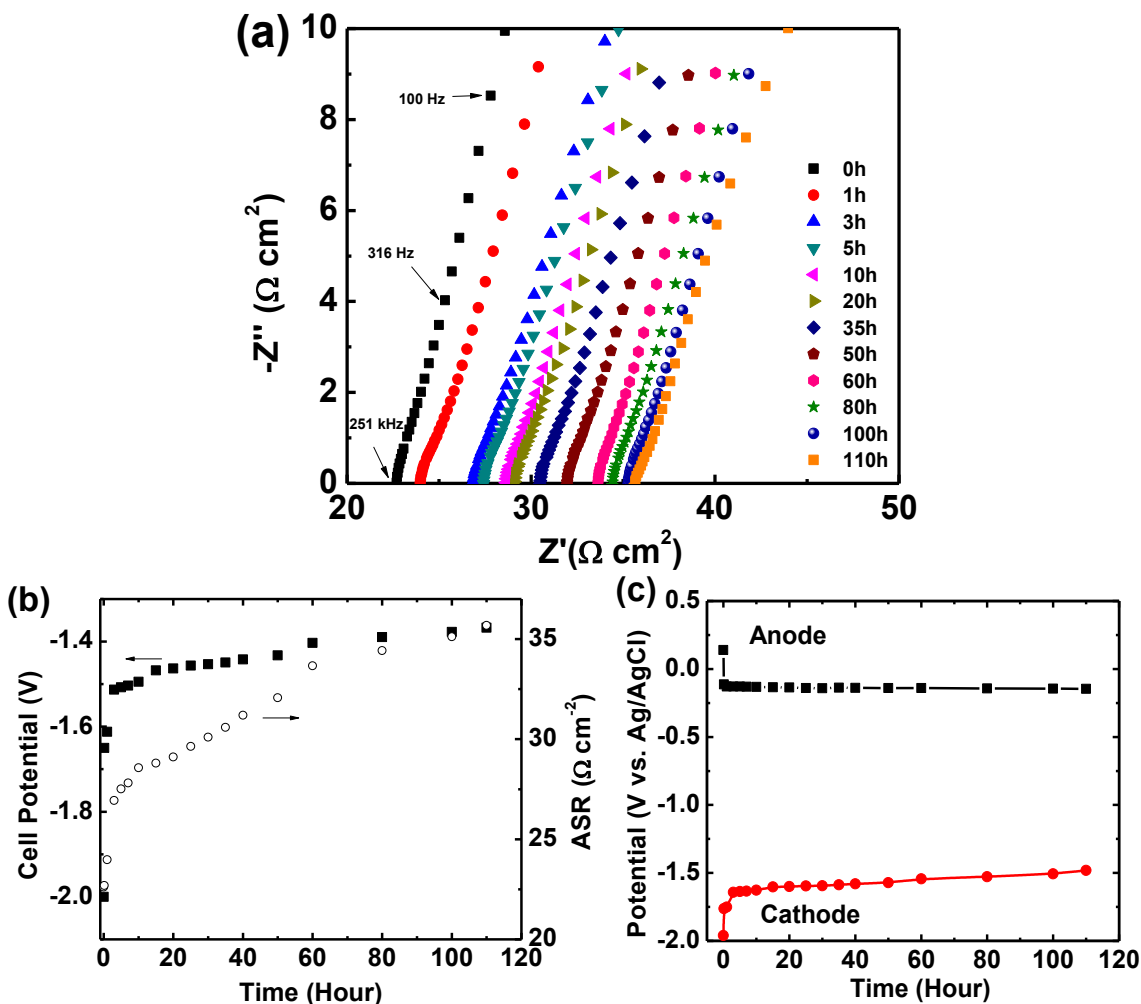 (a)
10
8
6
4
2
0
-Z'' (Ω cm²)
100 Hz
316 Hz
251 kHz
0h
1h
3h
5h
10h
20h
35h
50h
60h
80h
100h
110h
20 30 40 50
Z'(Ω cm²)
(b)
-1.4
-1.6
-1.8
-2.0
Cell Potential (V)
35
30
25
20
ASR (Ω cm⁻²)
0 20 40 60 80 100 120
Time (Hour)
(c)
0.5
0.0
-0.5
-1.0
-1.5
-2.0
Potential (V vs. Ag/AgCl)
Anode
Cathode
0 20 40 60 80 100 120
Time (Hour)